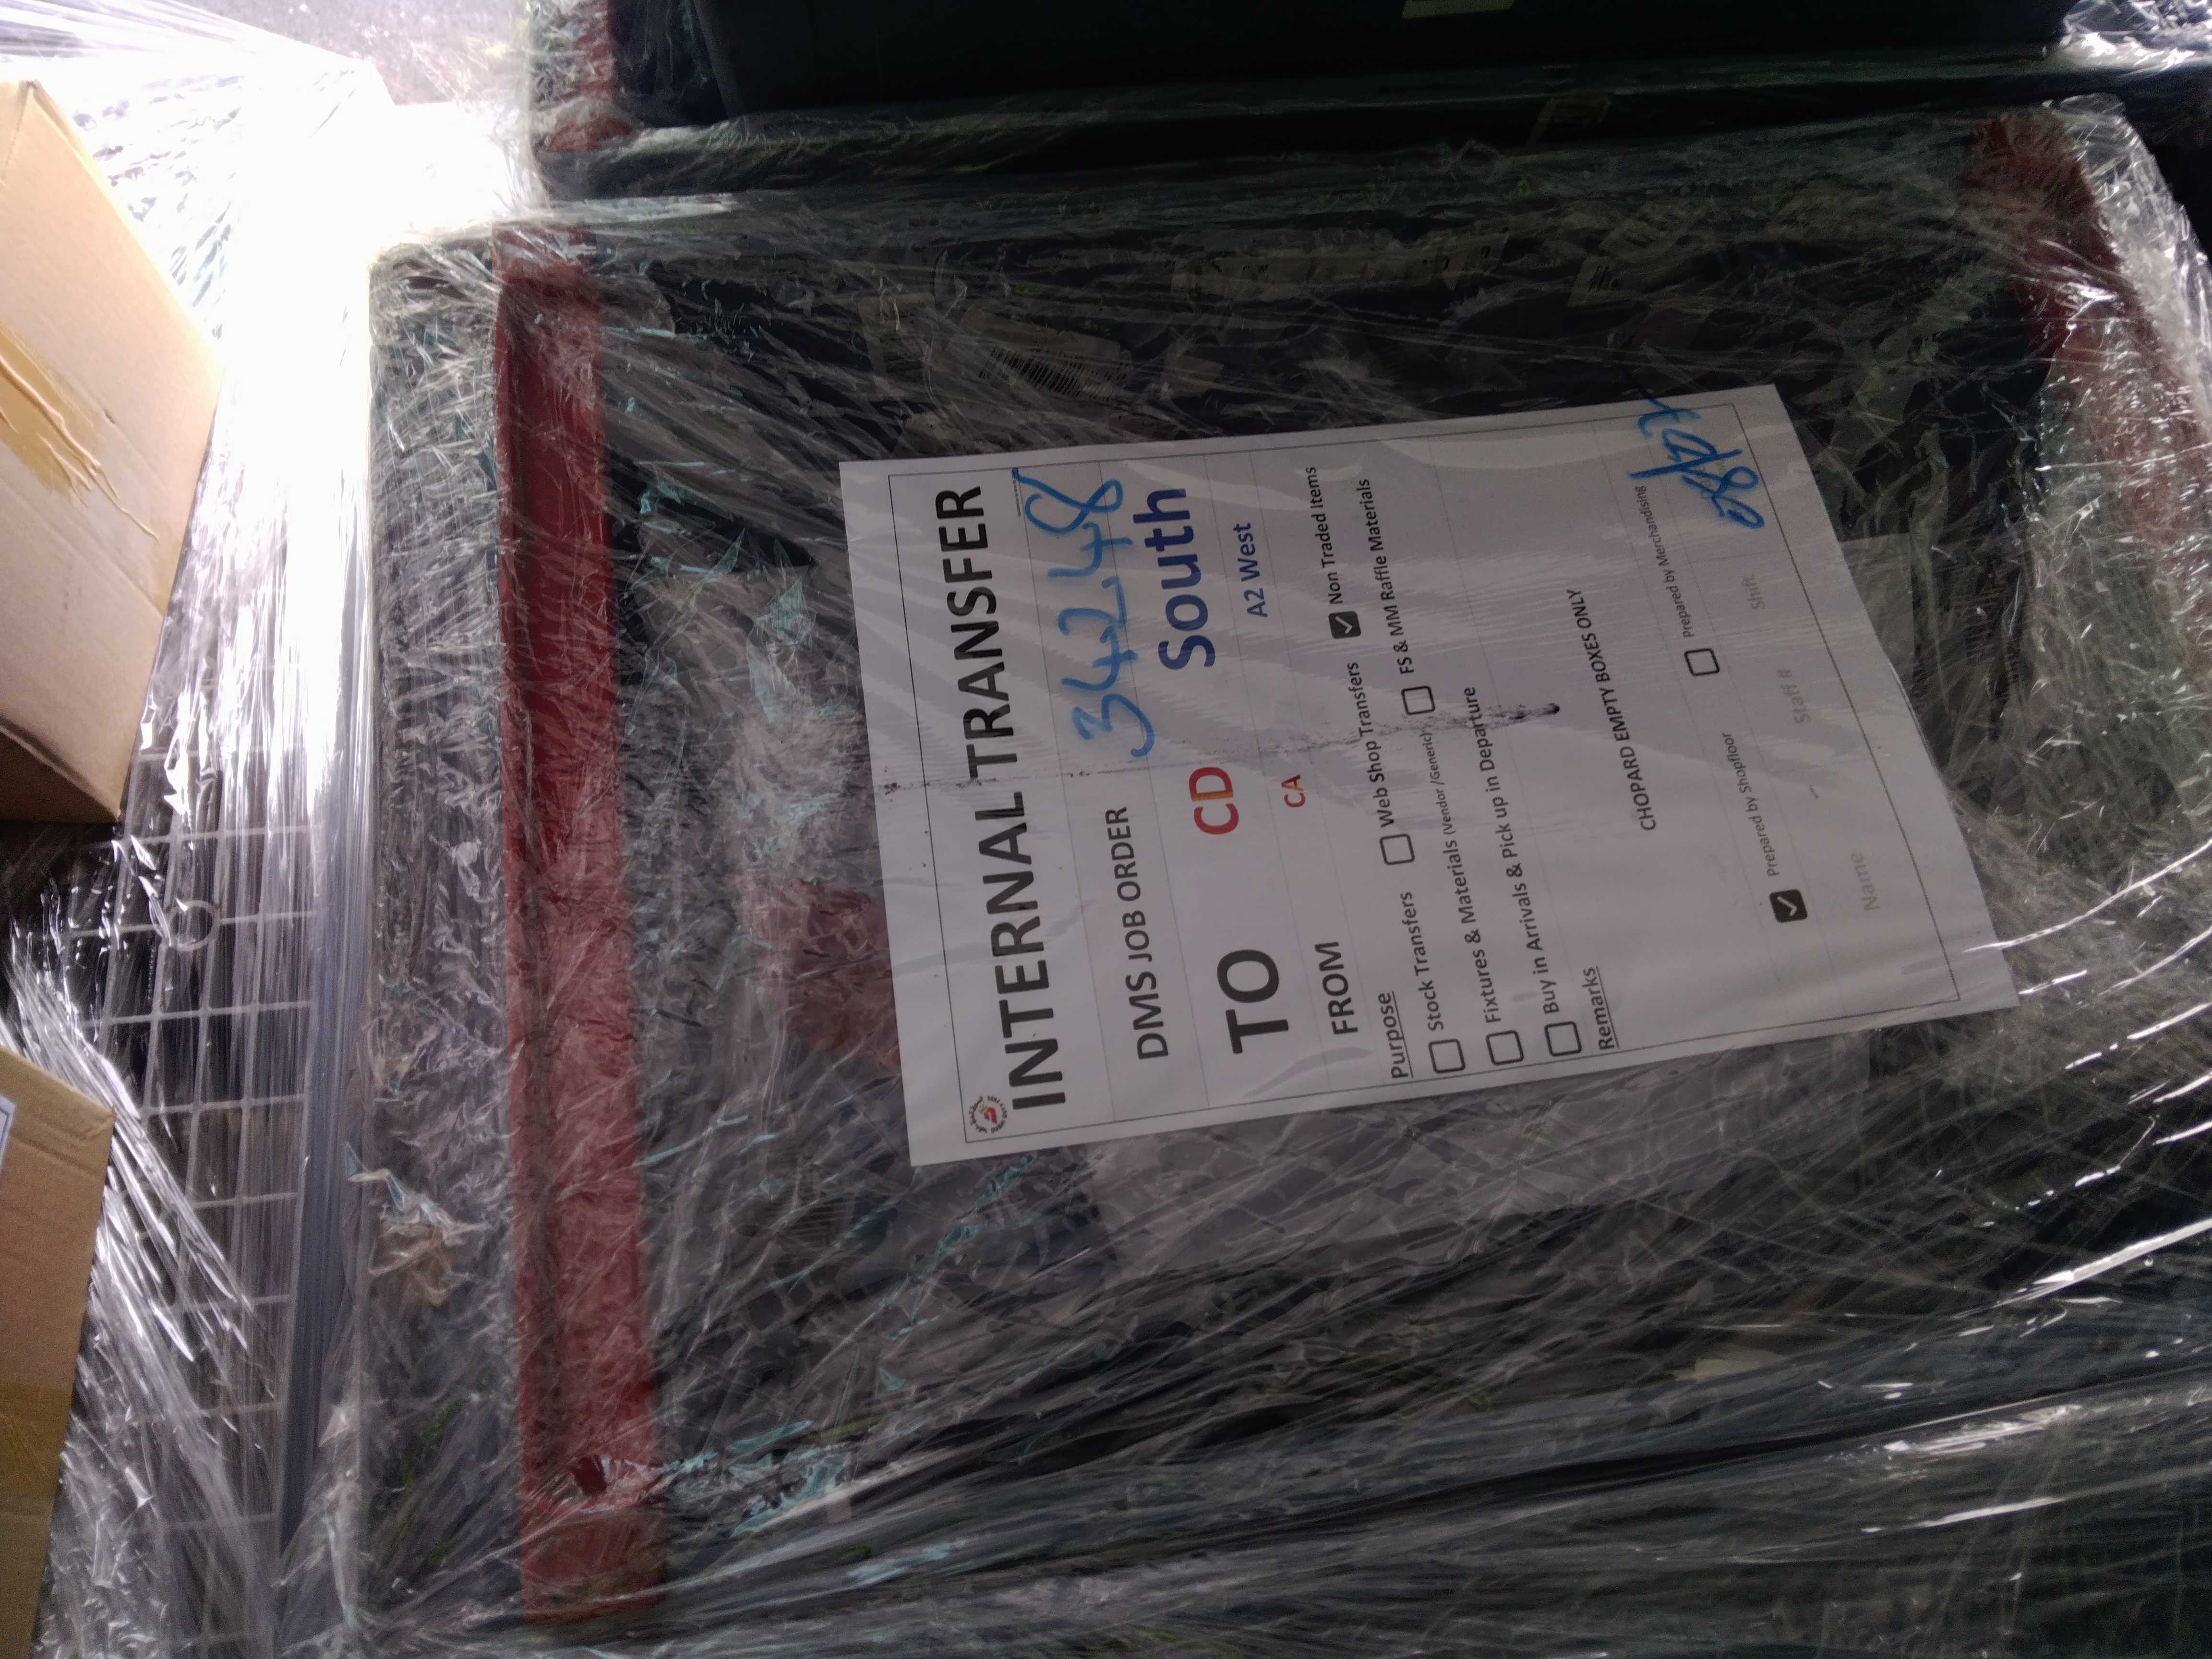 INTERNAL TRANSFER
DMS JOB ORDER 34248
TO CD South
FROM CA A2 West
Purpose
Stock Transfers Web Shop Transfers Non Traded Items
Fixtures & Materials (Vendor /Generic) FS & MM Raffle Materials
Buy in Arrivals & Pick up in Departure
Remarks
CHOPARD EMPTY BOXES ONLY
Prepared by Shopfloor Prepared by Merchandising
Name Staff # Shift